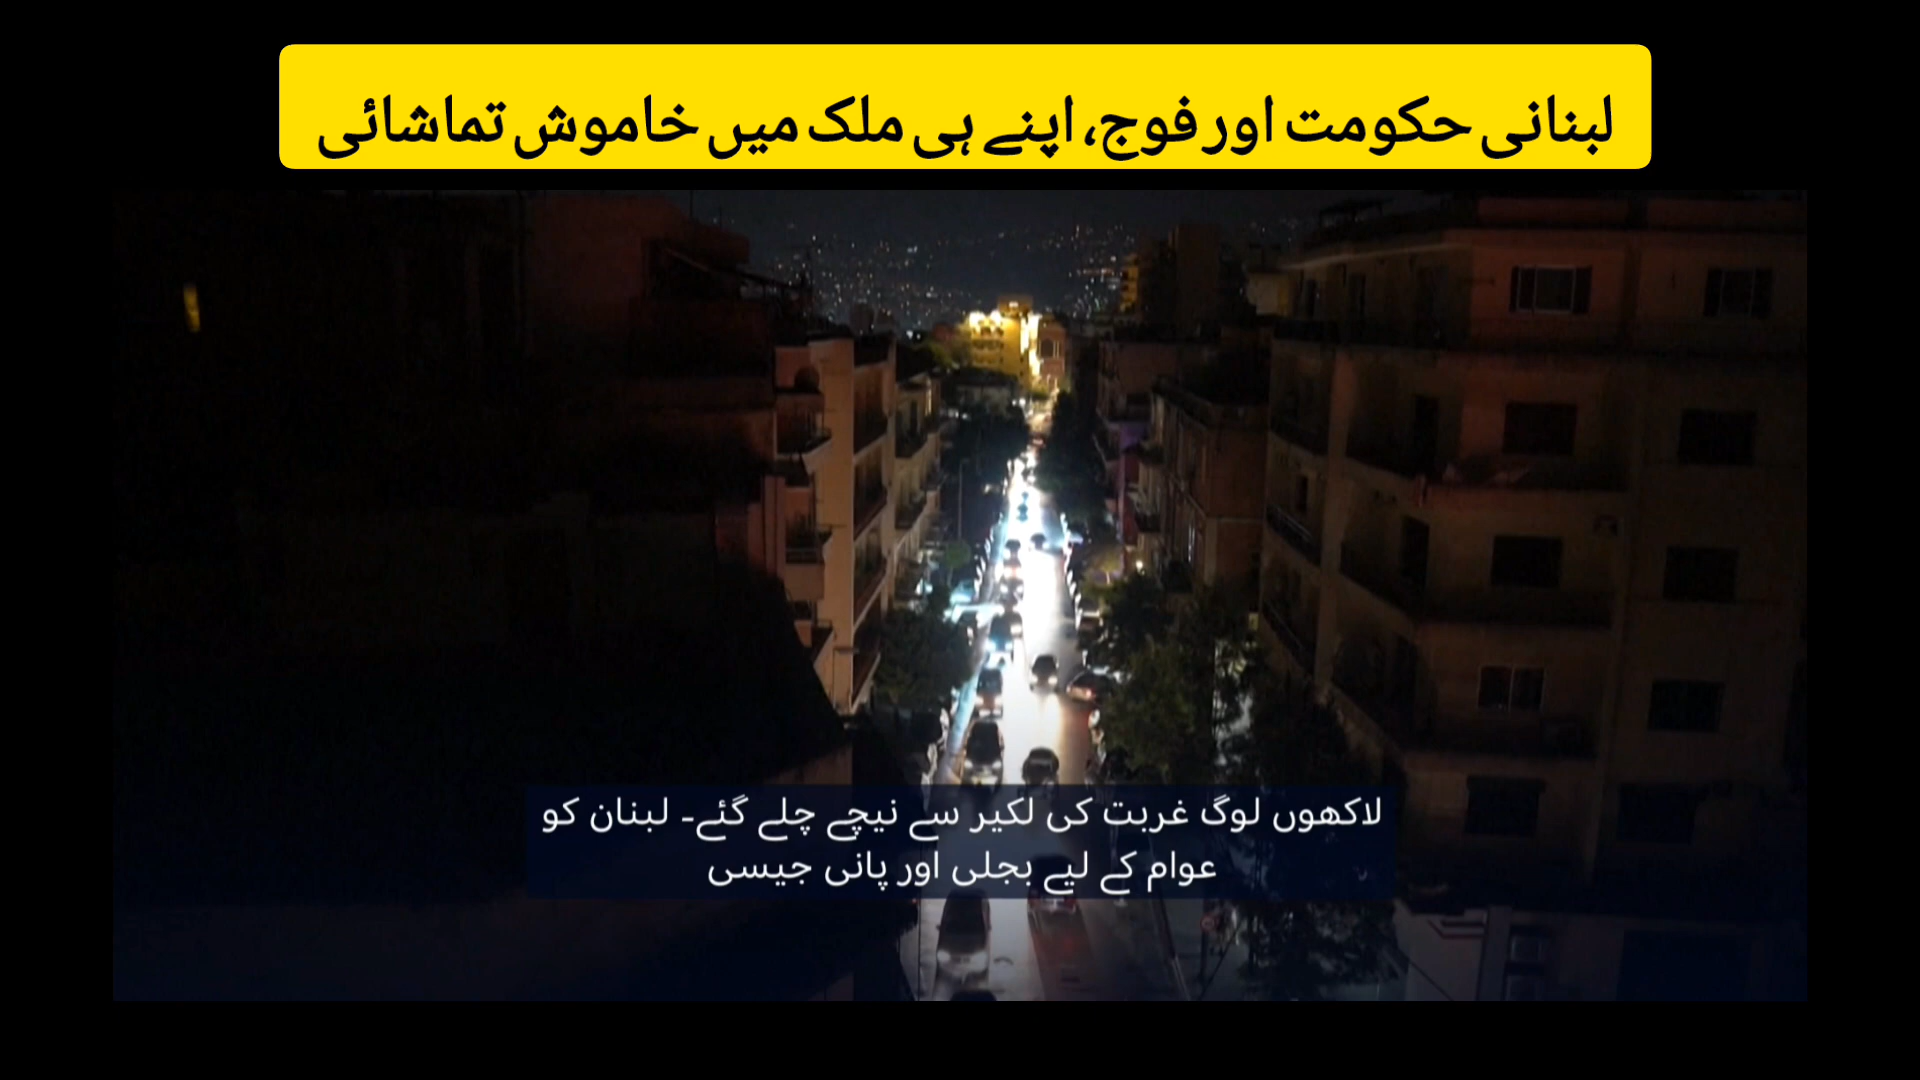 لبنانی حکومت اور فوج، اپنے ہی ملک میں خاموش تماشائی
لاکھوں لوگ غربت کی لکیر سے نیچے چلے گئے۔ لبنان کو
عوام کے لیے بجلی اور پانی جیسی